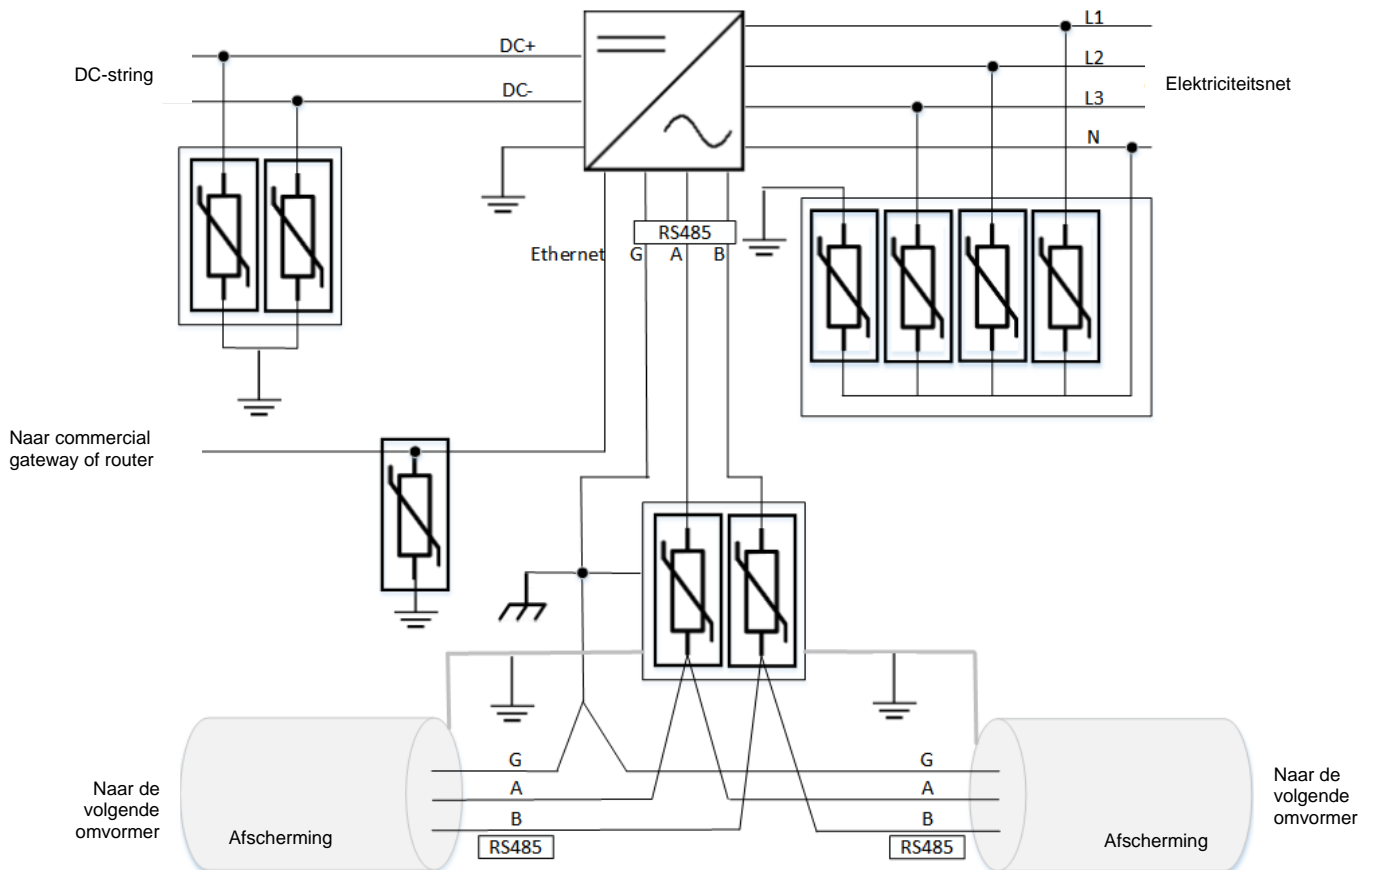 L1
DC+
L2
DC-string
Elektriciteitsnet
DC-
L3
N
RS485
Ethernet
G A B
Naar commercial
gateway of router
G
A
B
RS485
Naar de
volgende
omvormer
Afscherming
G
A
B
RS485
Naar de
volgende
omvormer
Afscherming